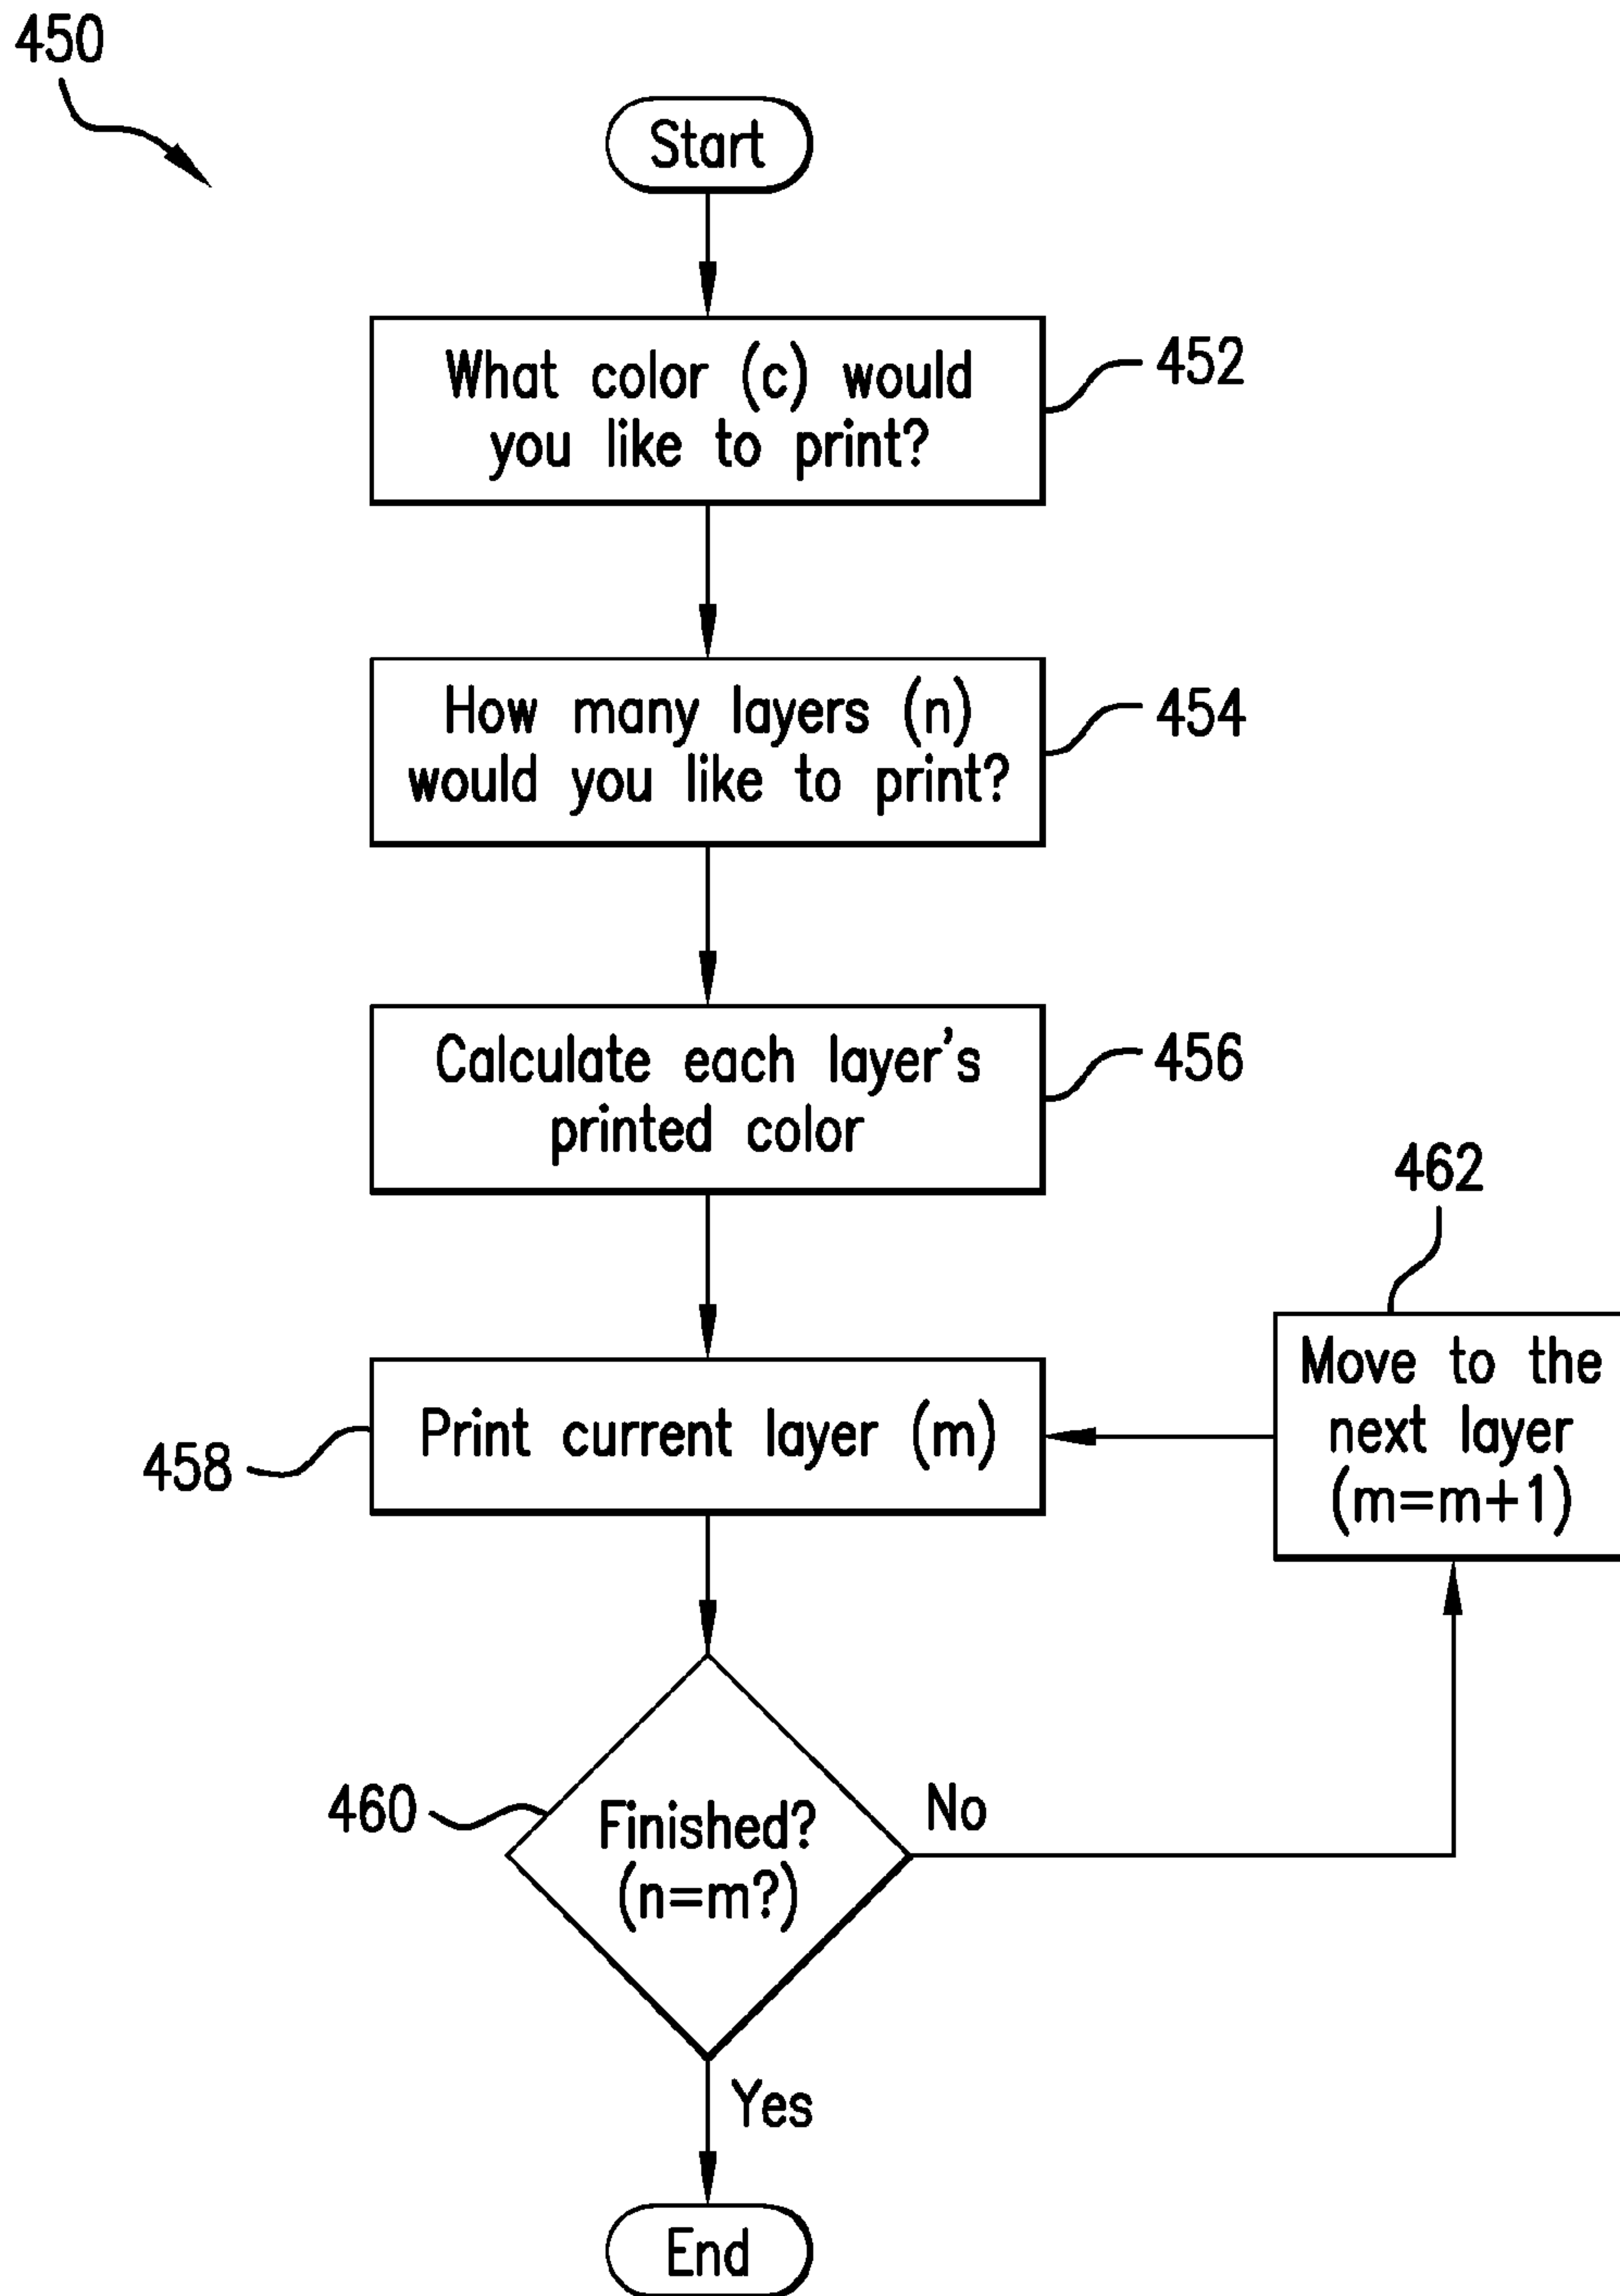 450
Start
What color (c) would
you like to print?
452
How many layers (n)
would you like to print?
454
Calculate each layer's
printed color
456
462
Move to the
next layer
(m=m+1)
Print current layer (m)
458
460
Finished?
(n=m?)
No
Yes
End